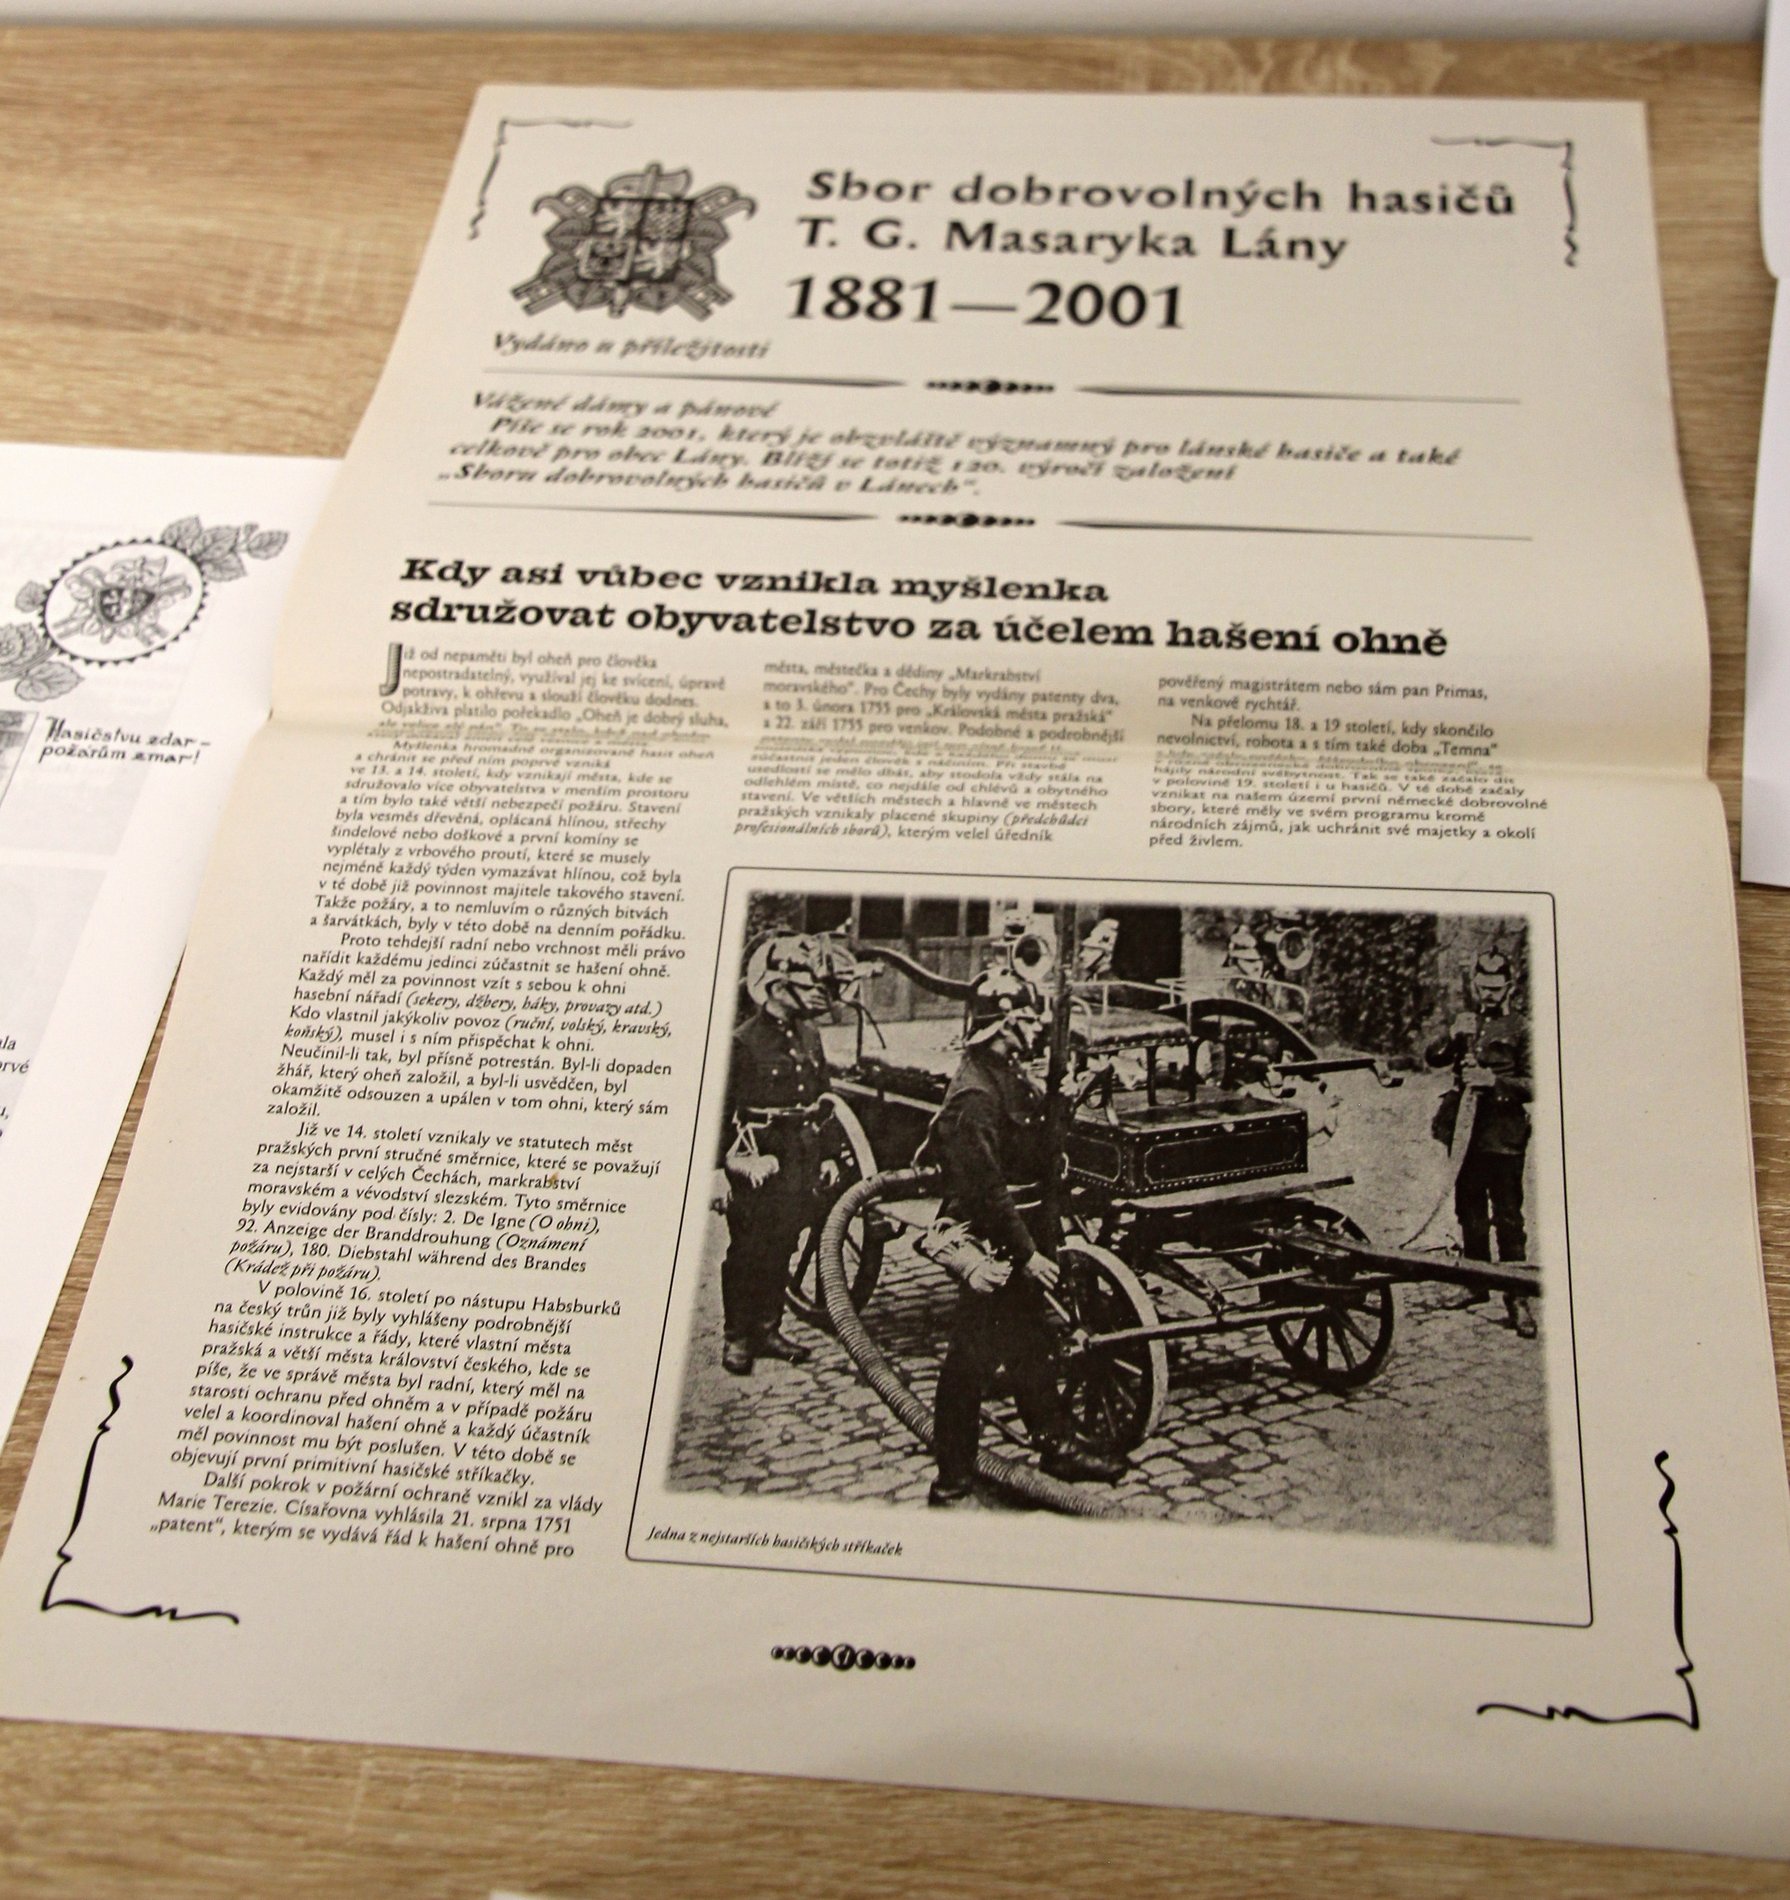 Sbor dobrovolných hasičů
T. G. Masaryka Lány
1881—2001
Vydáno u příležitosti
Vážené dámy a pánové
Píše se rok 2001, který je obzvláště významný pro lánské hasiče a také
celkově pro obec Lány. Blíží se totiž 120. výročí založení
„Sboru dobrovolných hasičů v Lánech“.
Kdy asi vůbec vznikla myšlenka
sdružovat obyvatelstvo za účelem hašení ohně
Již od nepaměti byl oheň pro člověka
nepostradatelný, využíval jej ke svícení, úpravě
potravy, k ohřevu a slouží člověku dodnes.
Odjakživa platilo pořekadlo „Oheň je dobrý sluha,
Myšlenka hromadně organizovaně hasit oheň
a chránit se před ním poprvé vzniká
ve 13. a 14. století, kdy vznikají města, kde se
sdružovalo více obyvatelstva v menším prostoru
a tím bylo také větší nebezpečí požáru. Stavení
byla vesměs dřevěná, oplácaná hlínou, střechy
šindelové nebo doškové a první komíny se
vyplétaly z vrbového proutí, které se musely
nejméně každý týden vymazávat hlínou, což byla
v té době již povinnost majitele takového stavení.
Takže požáry, a to nemluvím o různých bitvách
a šarvátkách, byly v této době na denním pořádku.
Proto tehdejší radní nebo vrchnost měli právo
nařídit každému jedinci zúčastnit se hašení ohně.
Každý měl za povinnost vzít s sebou k ohni
hasební nářadí (sekery, džbery, háky, provazy atd.)
Kdo vlastnil jakýkoliv povoz (ruční, volský, kravský,
koňský), musel i s ním přispěchat k ohni.
Neučinil-li tak, byl přísně potrestán. Byl-li dopaden
žhář, který oheň založil, a byl-li usvědčen, byl
okamžitě odsouzen a upálen v tom ohni, který sám
založil.
Již ve 14. století vznikaly ve statutech měst
pražských první stručné směrnice, které se považují
za nejstarší v celých Čechách, markrabství
moravském a vévodství slezském. Tyto směrnice
byly evidovány pod čísly: 2. De Igne (O ohni),
92. Anzeige der Branddrouhung (Oznámení
požáru), 180. Diebstahl während des Brandes
(Krádež při požáru).
V polovině 16. století po nástupu Habsburků
na český trůn již byly vyhlášeny podrobnější
hasičské instrukce a řády, které vlastní města
pražská a větší města království českého, kde se
píše, že ve správě města byl radní, který měl na
starosti ochranu před ohněm a v případě požáru
velel a koordinoval hašení ohně a každý účastník
měl povinnost mu být poslušen. V této době se
objevují první primitivní hasičské stříkačky.
Další pokrok v požární ochraně vznikl za vlády
Marie Terezie. Císařovna vyhlásila 21. srpna 1751
„patent“, kterým se vydává řád k hašení ohně pro
města, městečka a dědiny „Markrabství
moravského“. Pro Čechy byly vydány patenty dva,
a to 3. února 1755 pro „Královská města pražská“
a 22. září 1755 pro venkov. Podobné a podrobnější
zúčastnit jeden člověk s náčiním. Při stavbě
usedlosti se mělo dbát, aby stodola vždy stála na
odlehlém místě, co nejdále od chlévů a obytného
stavení. Ve větších městech a hlavně ve městech
pražských vznikaly placené skupiny (předchůdci
profesionálních sborů), kterým velel úředník
pověřený magistrátem nebo sám pan Primas,
na venkově rychtář.
Na přelomu 18. a 19 století, kdy skončilo
nevolnictví, robota a s tím také doba „Temna“
hájily národní svébytnost. Tak se také začalo dít
v polovině 19. století i u hasičů. V té době začaly
vznikat na našem území první německé dobrovolné
sbory, které měly ve svém programu kromě
národních zájmů, jak uchránit své majetky a okolí
před živlem.
Jedna z nejstarších hasičských stříkaček
1
Hasičstvu zdar –
požárům zmar!